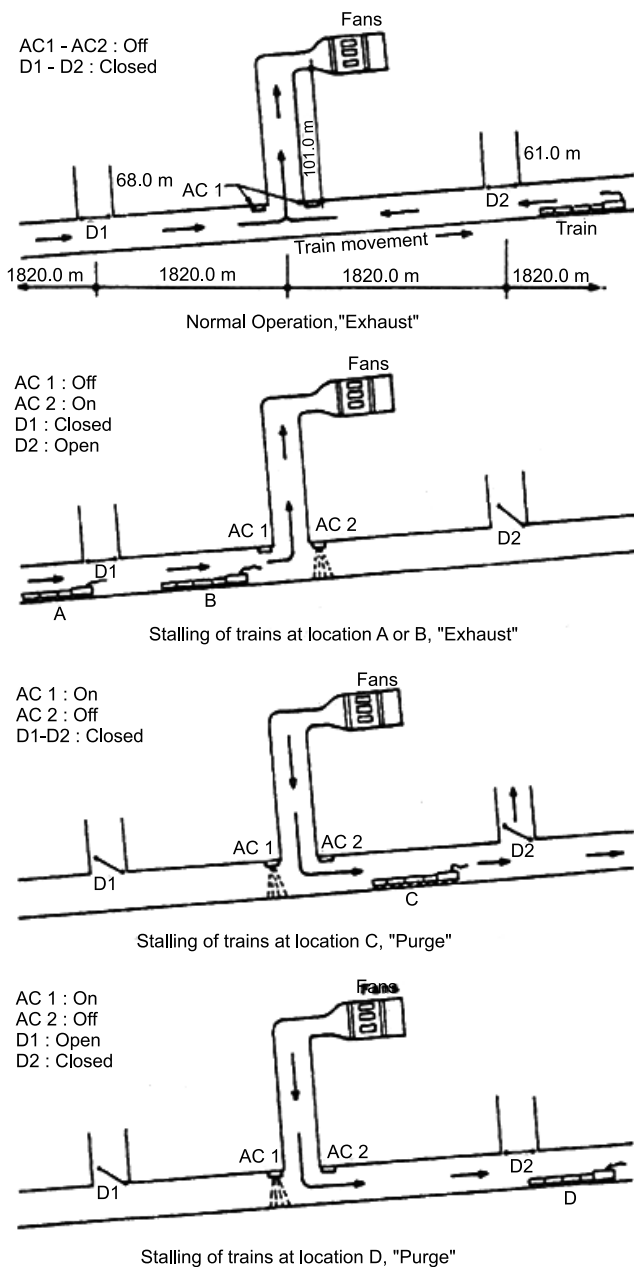 Fans
AC1 - AC2 : Off
D1 - D2 : Closed
101.0 m
61.0 m
68.0 m
AC 1
D1
D2
Train movement
Train
1820.0 m
1820.0 m
1820.0 m
1820.0 m
Normal Operation,"Exhaust"
Fans
AC 1 : Off
AC 2 : On
D1 : Closed
D2 : Open
AC 1
AC 2
D1
D2
A
B
Stalling of trains at location A or B, "Exhaust"
Fans
AC 1 : On
AC 2 : Off
D1-D2 : Closed
AC 1
AC 2
D1
D2
C
Stalling of trains at location C, "Purge"
Fans
AC 1 : On
AC 2 : Off
D1 : Open
D2 : Closed
AC 1
AC 2
D1
D2
D
Stalling of trains at location D, "Purge"